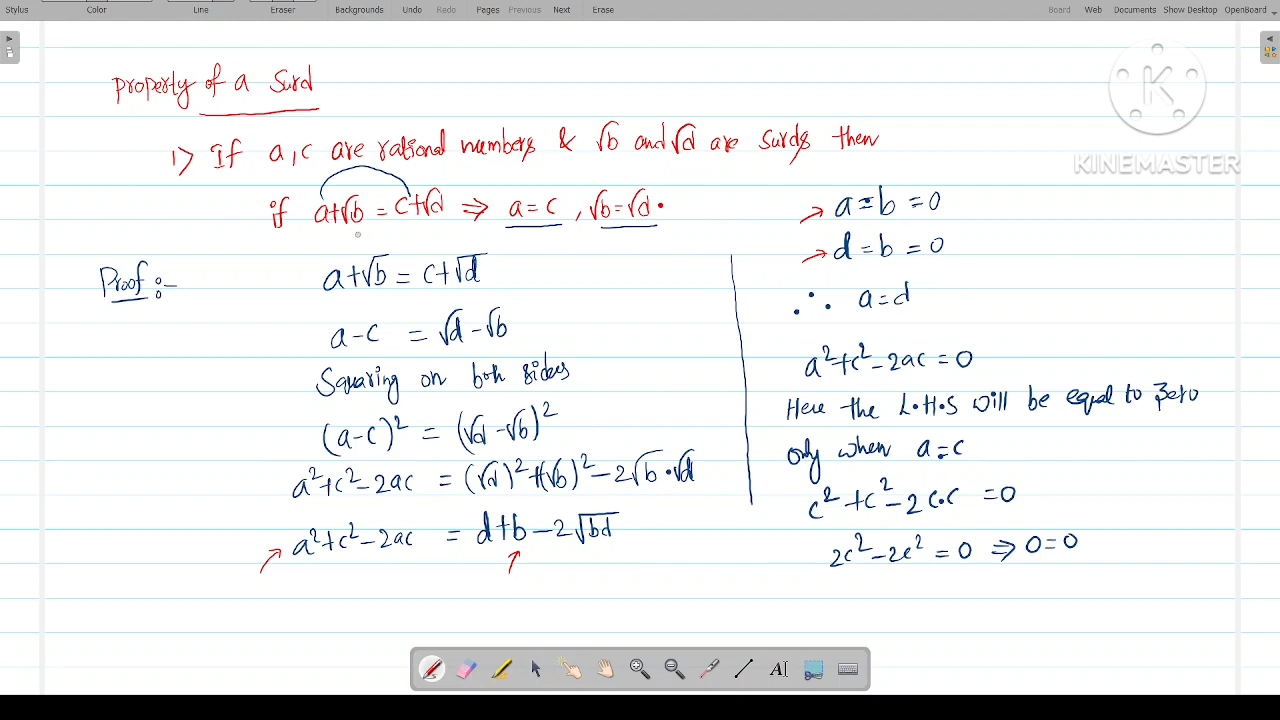 Stylus Color Line Eraser Backgrounds Undo Redo Pages Previous Next Erase Board Web Documents Show Desktop OpenBoard
Property of a Surd
KINEMASTER
1) If a, c are rational numbers & √b and √d are surds then
if a+√b = c+√d ⇒ a=c, √b=√d.
Proof :-
a+√b = c+√d
a-c = √d - √b
Squaring on both sides
(a-c)² = (√d - √b)²
a²+c²-2ac = (√d)²+(√b)²-2√b•√d
a²+c²-2ac = d+b-2√bd
a=b=0
d=b=0
∴ a=d
a²+c²-2ac=0
Here the L.H.S will be equal to Zero
only when a=c
c²+c²-2c•c =0
2c²-2c²=0 ⇒ 0=0